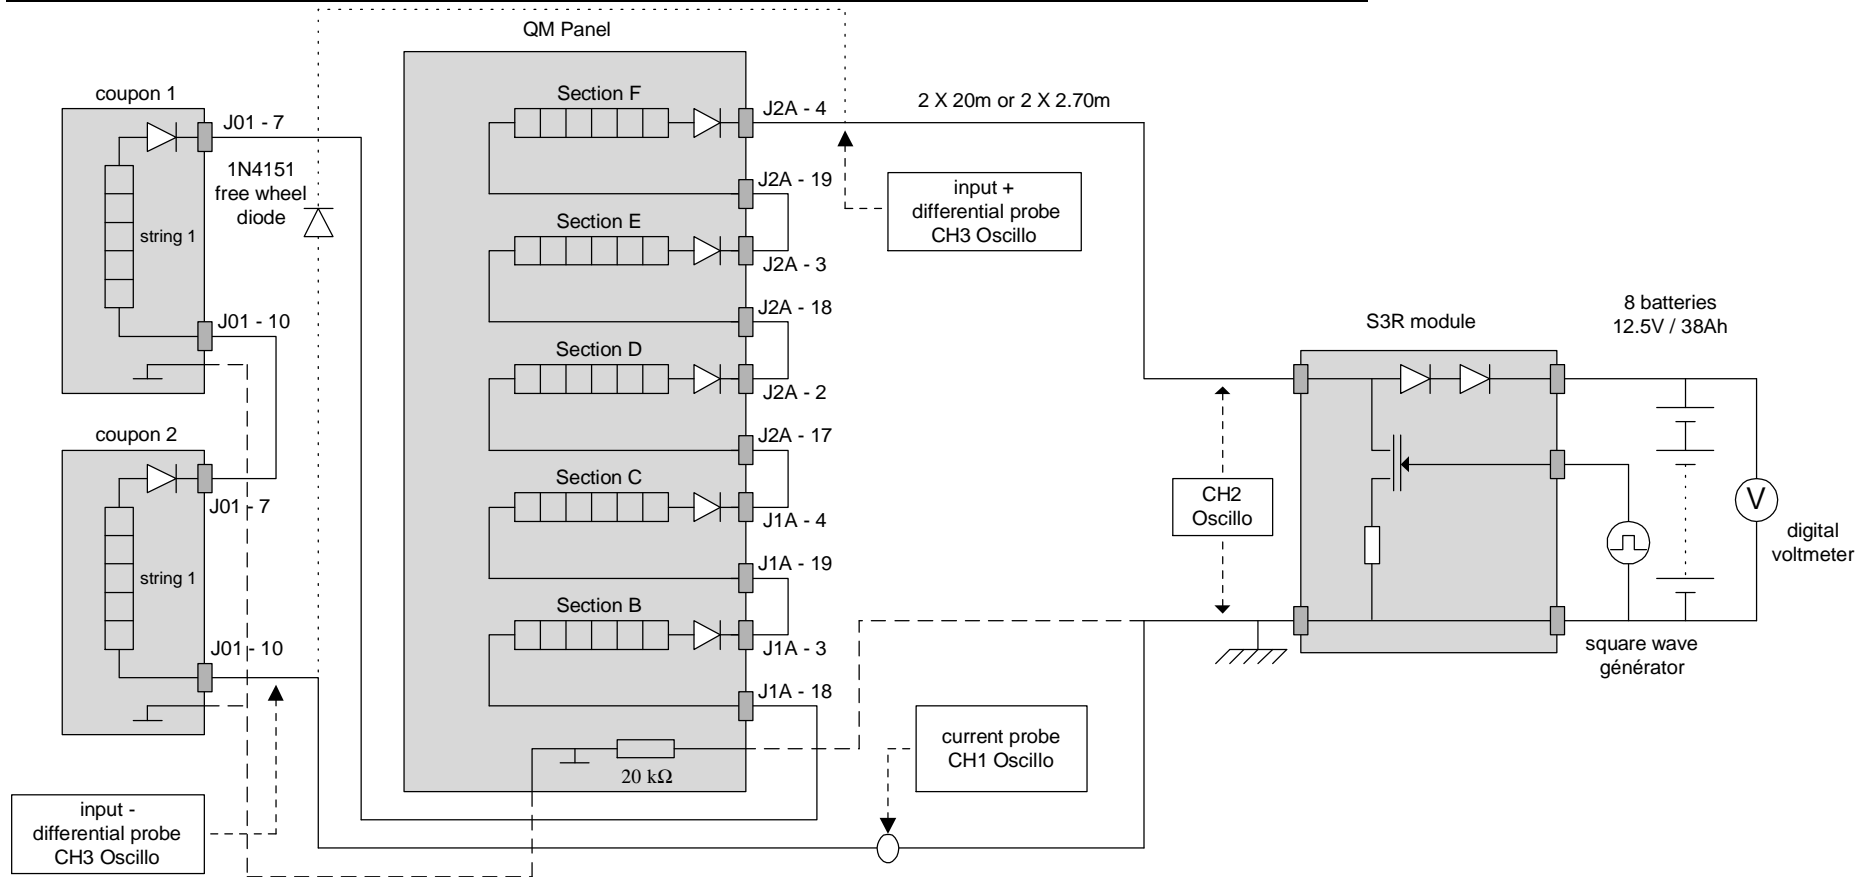 QM Panel
coupon 1
J01 - 7
1N4151
free wheel
diode
string 1
J01 - 10
coupon 2
J01 - 7
string 1
J01 - 10
input -
differential probe
CH3 Oscillo
Section F
J2A - 4
J2A - 19
Section E
J2A - 3
J2A - 18
Section D
J2A - 2
J2A - 17
Section C
J1A - 4
J1A - 19
Section B
J1A - 3
J1A - 18
20 kΩ
2 X 20m or 2 X 2.70m
input +
differential probe
CH3 Oscillo
CH2
Oscillo
current probe
CH1 Oscillo
S3R module
8 batteries
12.5V / 38Ah
V
digital
voltmeter
square wave
générator